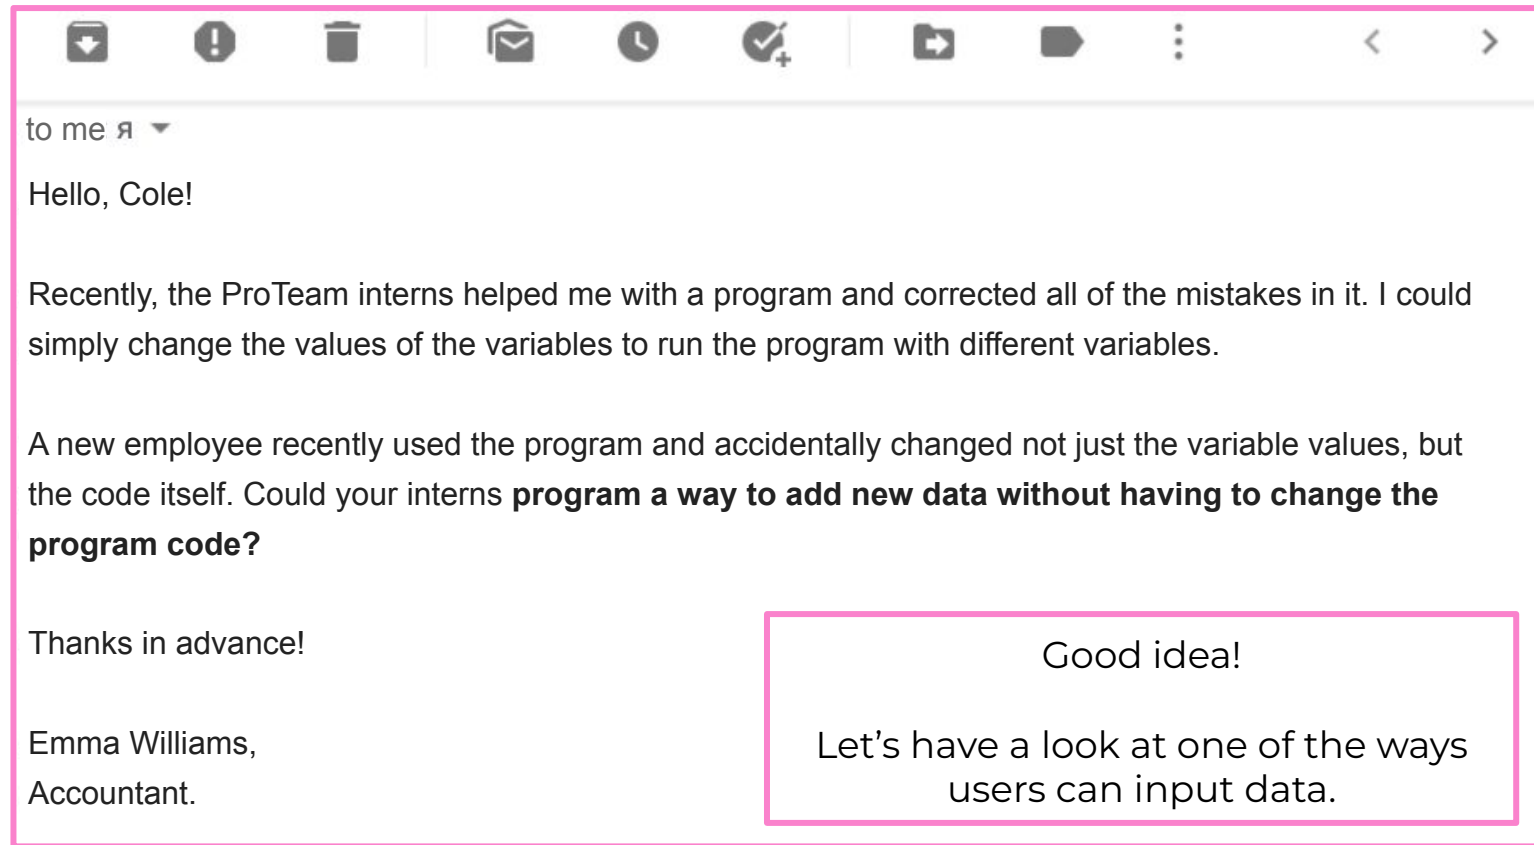 to me я
Hello, Cole!
Recently, the ProTeam interns helped me with a program and corrected all of the mistakes in it. I could
simply change the values of the variables to run the program with different variables.
A new employee recently used the program and accidentally changed not just the variable values, but
the code itself. Could your interns program a way to add new data without having to change the
program code?
Thanks in advance!
Emma Williams,
Accountant.
Good idea!
Let’s have a look at one of the ways
users can input data.